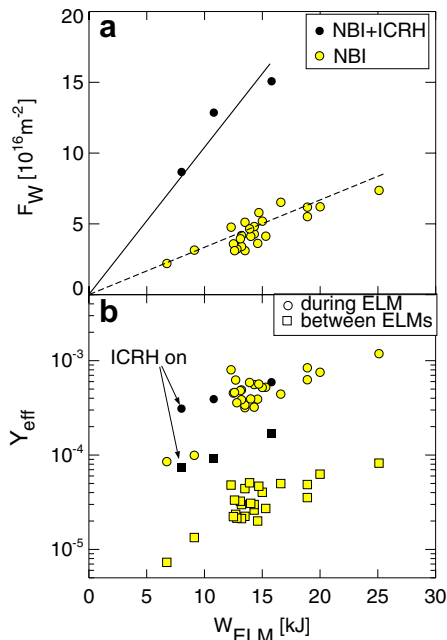 a
NBI+ICRH
NBI
20
15
10
5
0
F_W [10^16 m^-2]
b
during ELM
between ELMs
ICRH on
10^-3
10^-4
10^-5
Y_eff
0 5 10 15 20 25 30
W_ELM [kJ]